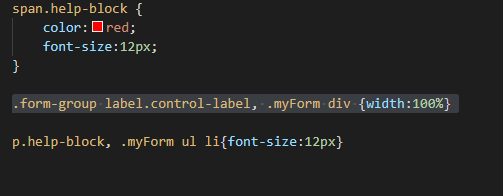 span.help-block {
    color: red;
    font-size:12px;
}
.form-group label.control-label, .myForm div {width:100%}
p.help-block, .myForm ul li{font-size:12px}